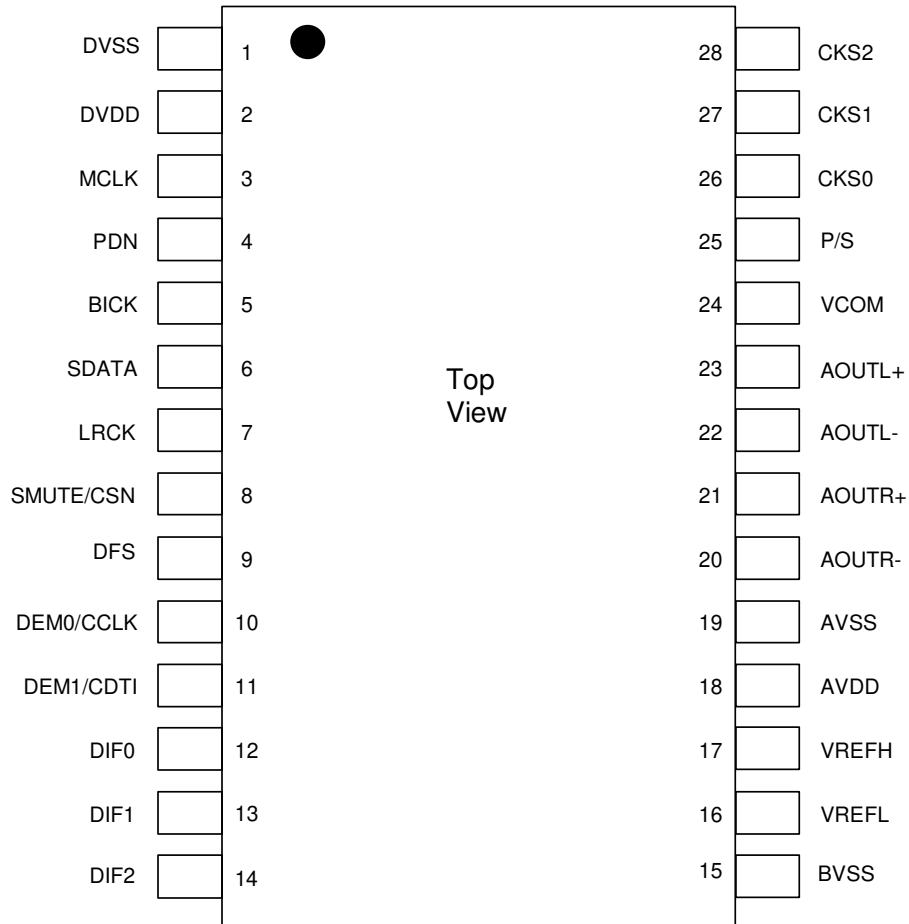 DVSS 1 28 CKS2
DVDD 2 27 CKS1
MCLK 3 26 CKS0
PDN 4 25 P/S
BICK 5 24 VCOM
SDATA 6 23 AOUTL+
Top
View
LRCK 7 22 AOUTL-
SMUTE/CSN 8 21 AOUTR+
DFS 9 20 AOUTR-
DEM0/CCLK 10 19 AVSS
DEM1/CDTI 11 18 AVDD
DIF0 12 17 VREFH
DIF1 13 16 VREFL
DIF2 14 15 BVSS